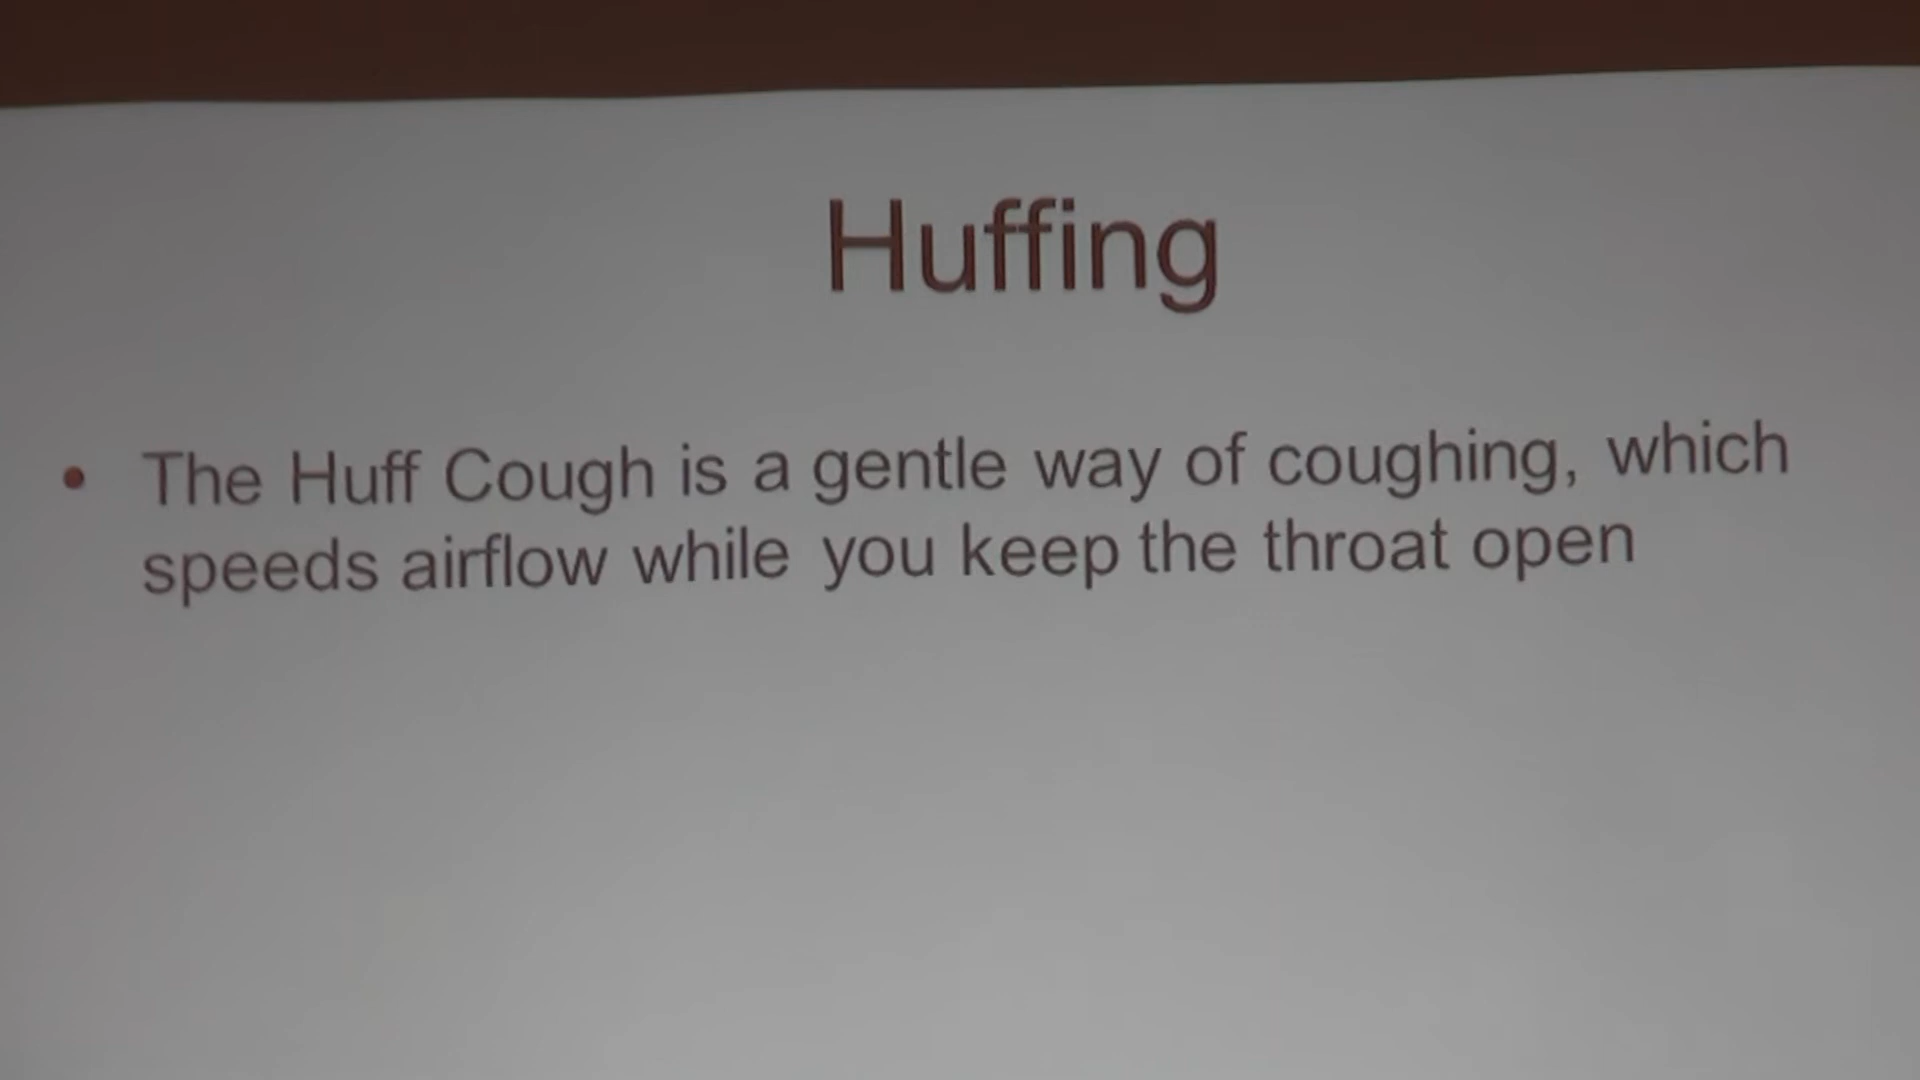 Huffing
• The Huff Cough is a gentle way of coughing, which
speeds airflow while you keep the throat open